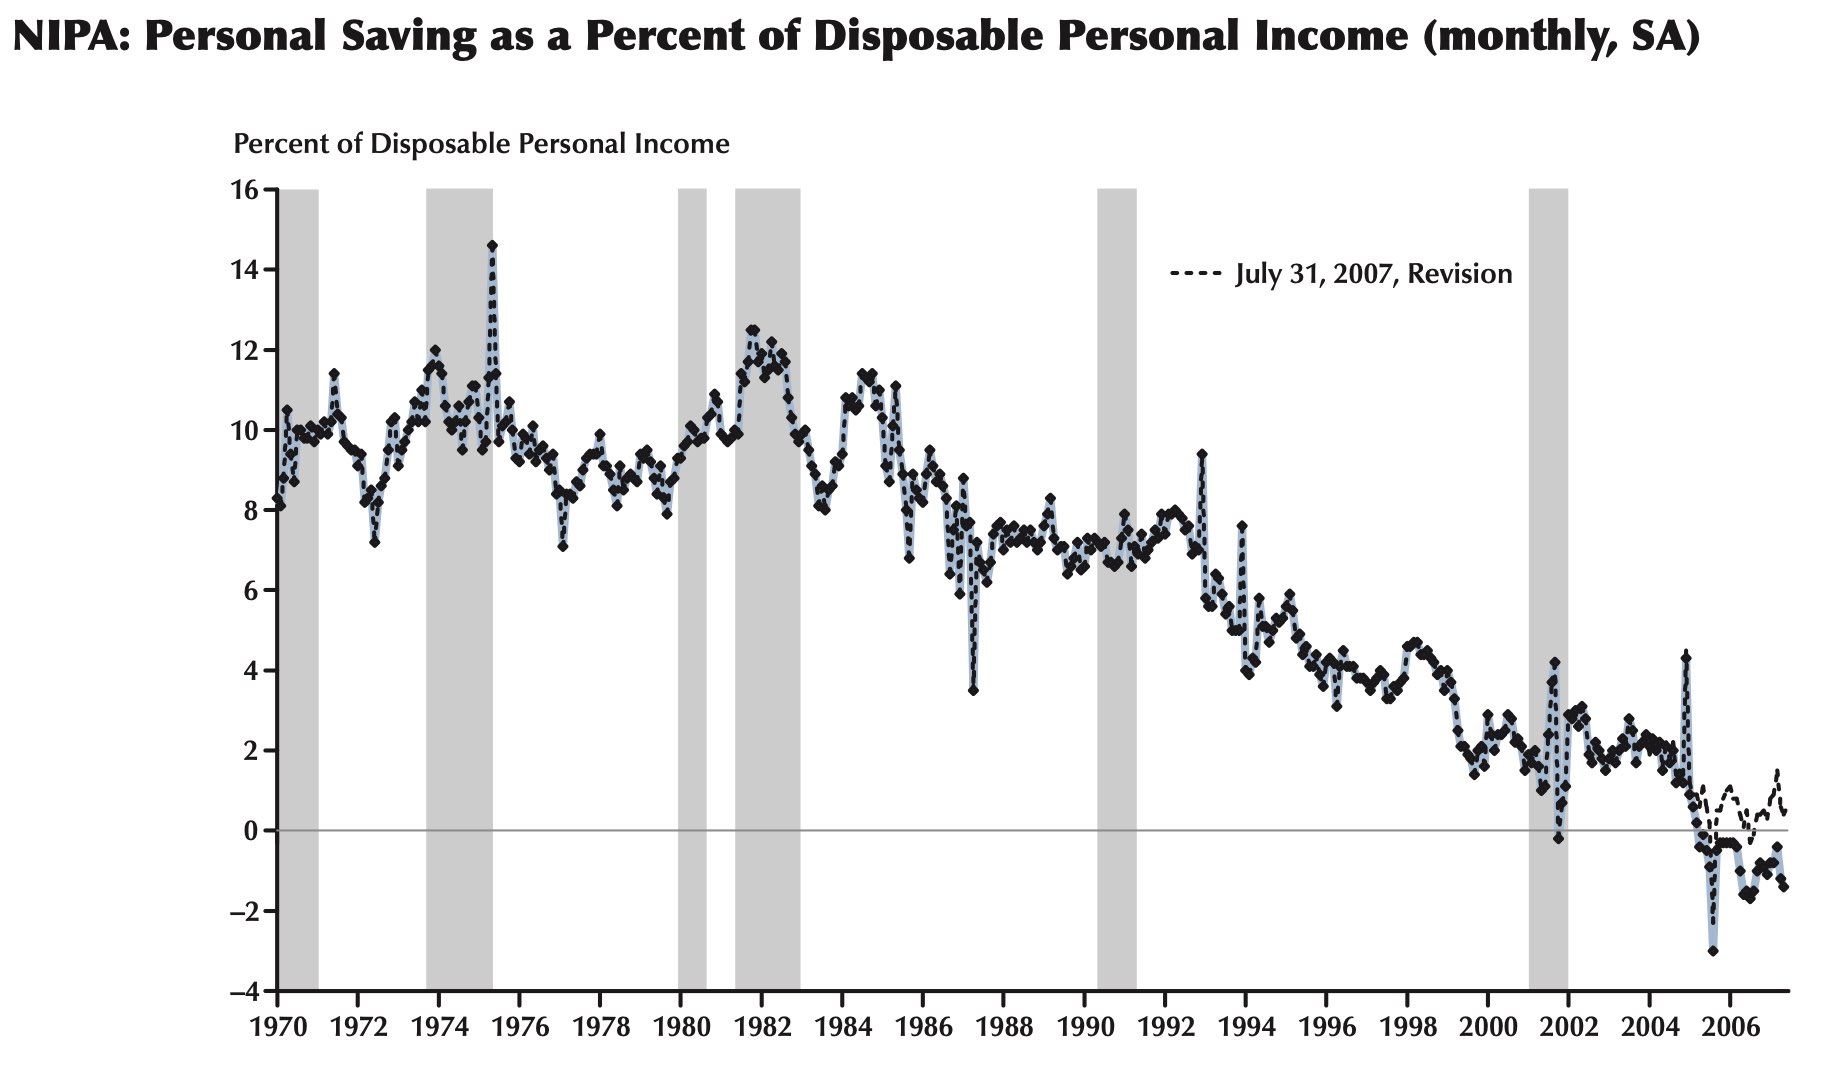 NIPA: Personal Saving as a Percent of Disposable Personal Income (monthly, SA)
Percent of Disposable Personal Income
16
14
July 31, 2007, Revision
12
10
8
6
4
2
0
–2
–4
1970 1972 1974 1976 1978 1980 1982 1984 1986 1988 1990 1992 1994 1996 1998 2000 2002 2004 2006